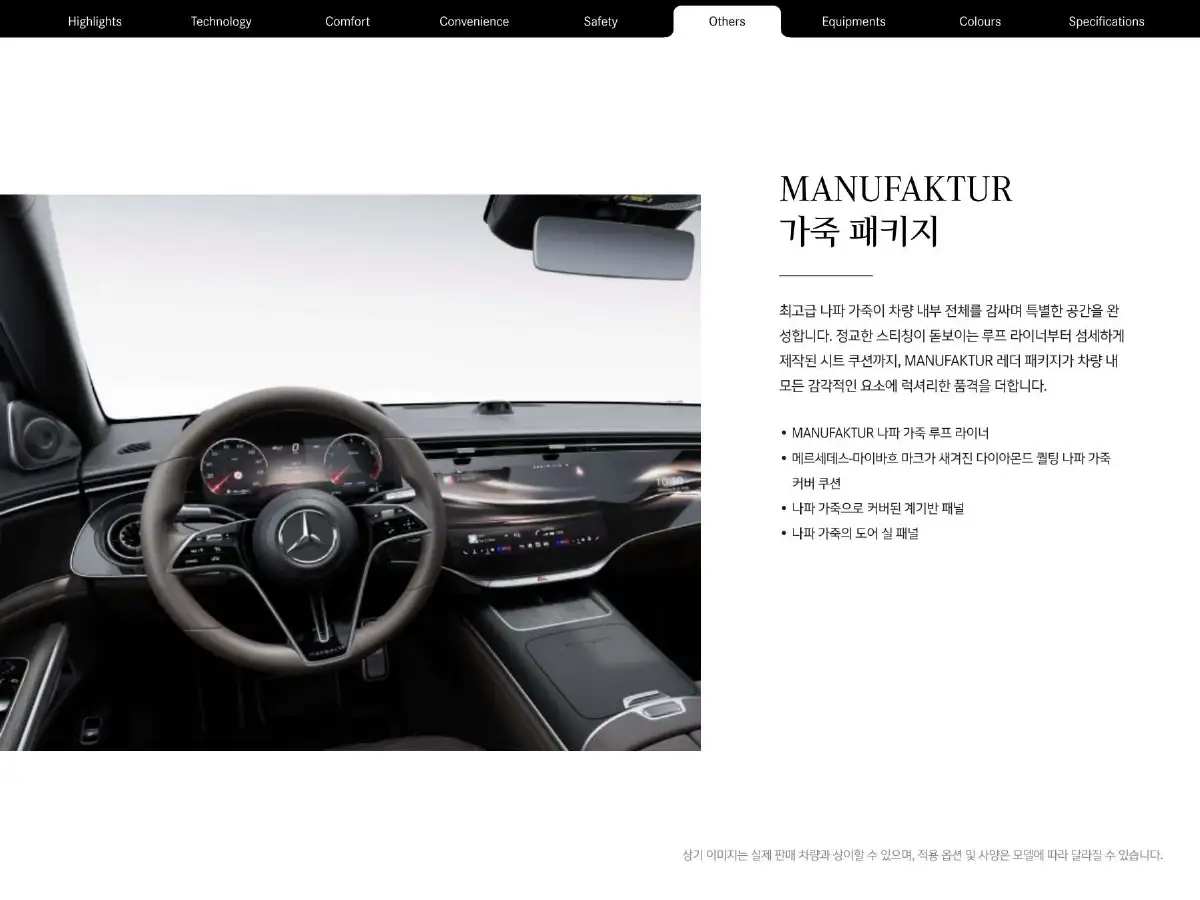 Highlights
Technology
Comfort
Convenience
Safety
Others
Equipments
Colours
Specifications
MANUFAKTUR
가죽 패키지
최고급 나파 가죽이 차량 내부 전체를 감싸며 특별한 공간을 완
성합니다. 정교한 스티칭이 돋보이는 루프 라이너부터 섬세하게
제작된 시트 쿠션까지, MANUFAKTUR 레더 패키지가 차량 내
모든 감각적인 요소에 럭셔리한 품격을 더합니다.
• MANUFAKTUR 나파 가죽 루프 라이너
• 메르세데스-마이바흐 마크가 새겨진 다이아몬드 퀼팅 나파 가죽
커버 쿠션
• 나파 가죽으로 커버된 계기반 패널
• 나파 가죽의 도어 실 패널
MAYBACH
상기 이미지는 실제 판매 차량과 상이할 수 있으며, 적용 옵션 및 사양은 모델에 따라 달라질 수 있습니다.